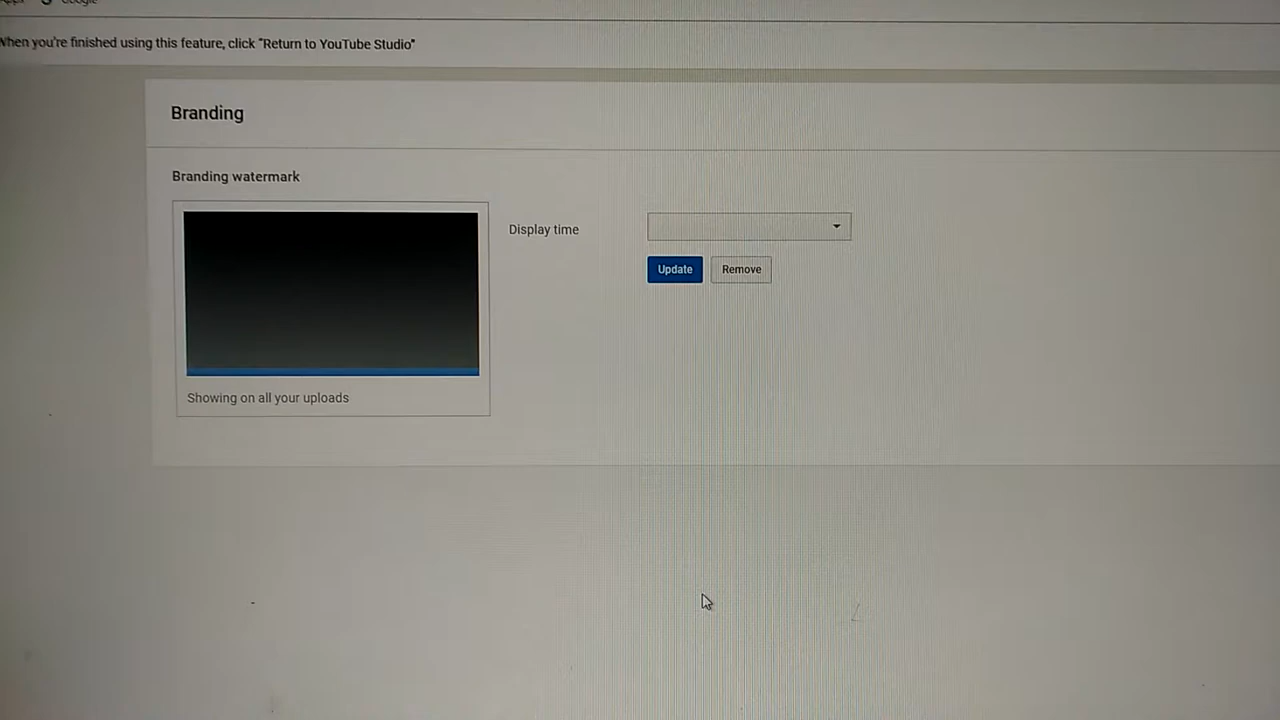 When you're finished using this feature, click "Return to YouTube Studio"
Branding
Branding watermark
Display time
Update
Remove
Showing on all your uploads